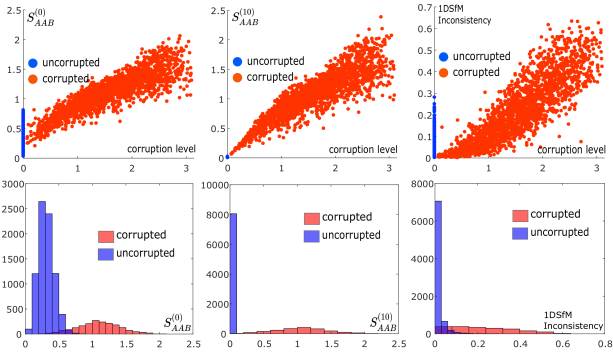 2.5
2
1.5
1
0.5
0
S_AAB^(0)
uncorrupted
corrupted
corruption level
0 1 2 3
2.5
2
1.5
1
0.5
0
S_AAB^(10)
uncorrupted
corrupted
corruption level
0 1 2 3
0.7
0.6
0.5
0.4
0.3
0.2
0.1
0
1DSfM
Inconsistency
uncorrupted
corrupted
corruption level
0 1 2 3
3000
2500
2000
1500
1000
500
0
corrupted
uncorrupted
S_AAB^(0)
0 0.5 1 1.5 2 2.5
10000
8000
6000
4000
2000
0
corrupted
uncorrupted
S_AAB^(10)
0 0.5 1 1.5 2 2.5
8000
6000
4000
2000
0
corrupted
uncorrupted
1DSfM
Inconsistency
0 0.2 0.4 0.6 0.8